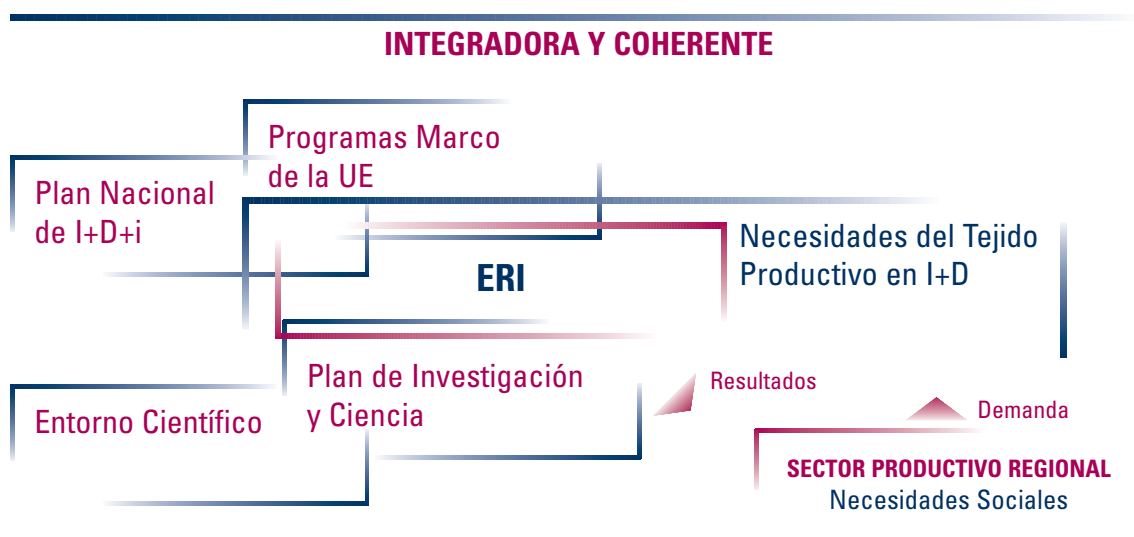 INTEGRADORA Y COHERENTE
Programas Marco
de la UE
Plan Nacional
de I+D+i
Necesidades del Tejido
Productivo en I+D
ERI
Plan de Investigación
y Ciencia
Entorno Científico
Resultados
Demanda
SECTOR PRODUCTIVO REGIONAL
Necesidades Sociales